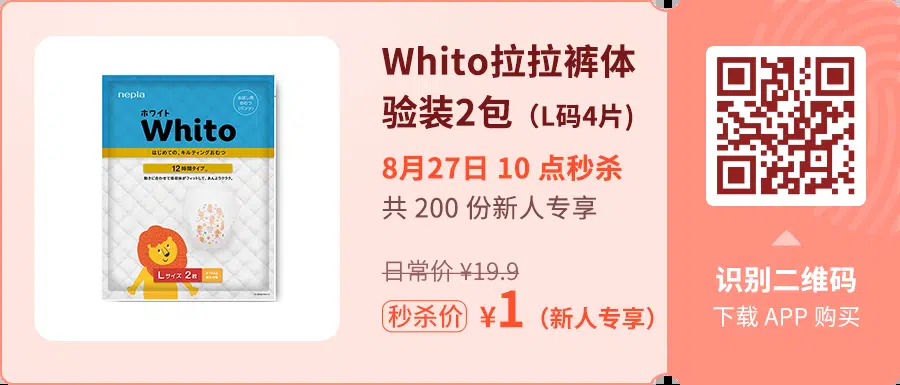 Whito拉拉裤体
验装2包（L码4片)
8月27日 10 点秒杀
共 200 份新人专享
日常价 ¥19.9
秒杀价 ¥1（新人专享）
nepia
ホワイト
Whito
はじめての、キルティングおむつ
12時間タイプ
Lサイズ 2枚
识别二维码
下载 APP 购买